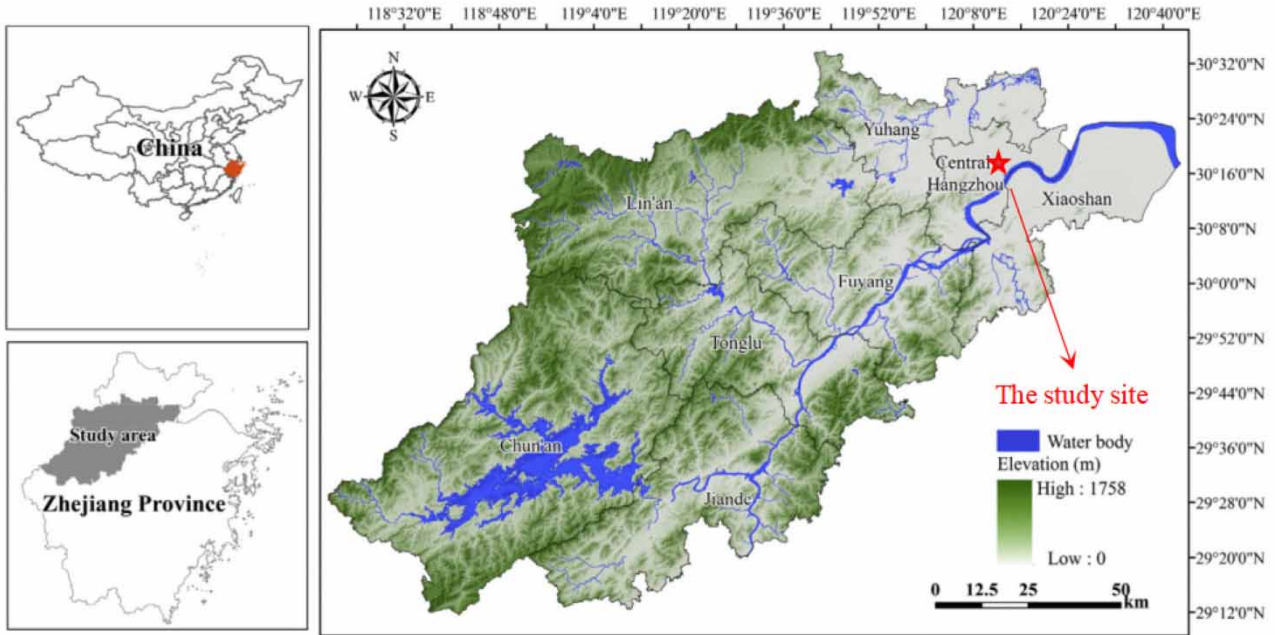 118°32'0"E 118°48'0"E 119°4'0"E 119°20'0"E 119°36'0"E 119°52'0"E 120°8'0"E 120°24'0"E 120°40'0"E
China
N
W E
S
30°32'0"N
30°24'0"N
30°16'0"N
30°8'0"N
30°00'0"N
29°52'0"N
29°44'0"N
29°36'0"N
29°28'0"N
29°20'0"N
29°12'0"N
Yuhang
Central
Hangzhou
Xiaoshan
Lin'an
Fuyang
Tonglu
Chun'an
Jiande
The study site
Water body
Elevation (m)
High : 1758
Low : 0
0 12.5 25 50
km
Study area
Zhejiang Province